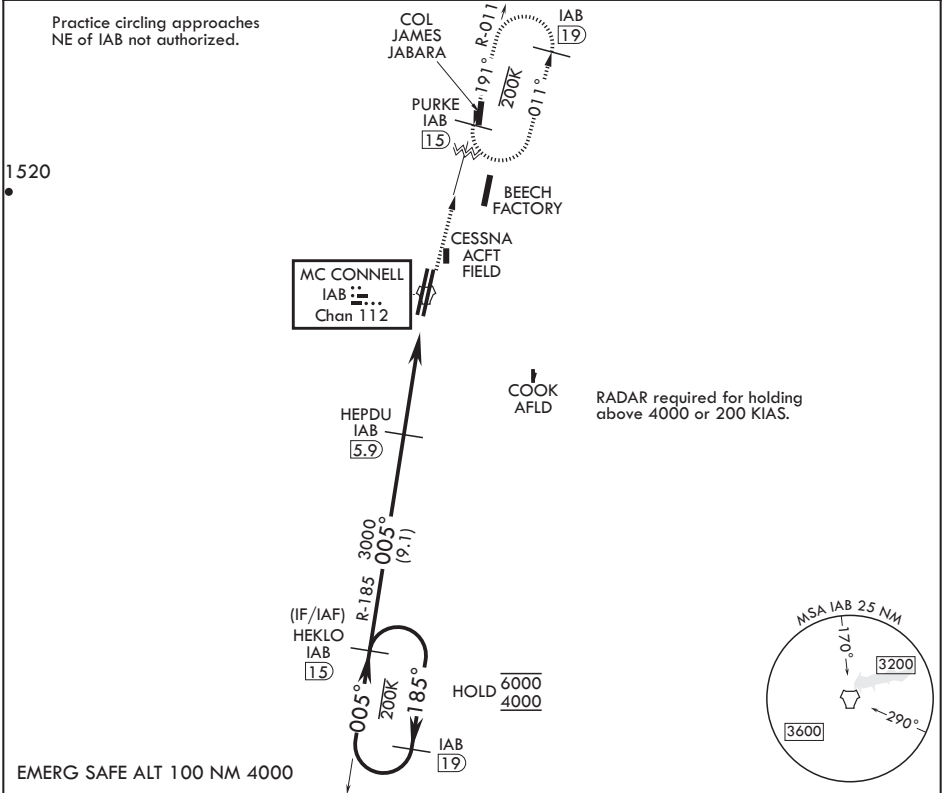 Practice circling approaches
NE of IAB not authorized.
COL
JAMES
JABARA
R-011
191°
200K
011°
IAB
19
PURKE
IAB
15
1520
BEECH
FACTORY
CESSNA
ACFT
FIELD
MC CONNELL
IAB
Chan 112
COOK
AFLD
RADAR required for holding
above 4000 or 200 KIAS.
HEPDU
IAB
5.9
3000
005°
(9.1)
R-185
(IF/IAF)
HEKLO
IAB
15
005°
200K
185°
HOLD 6000
4000
IAB
19
MSA IAB 25 NM
170°
3200
290°
3600
EMERG SAFE ALT 100 NM 4000